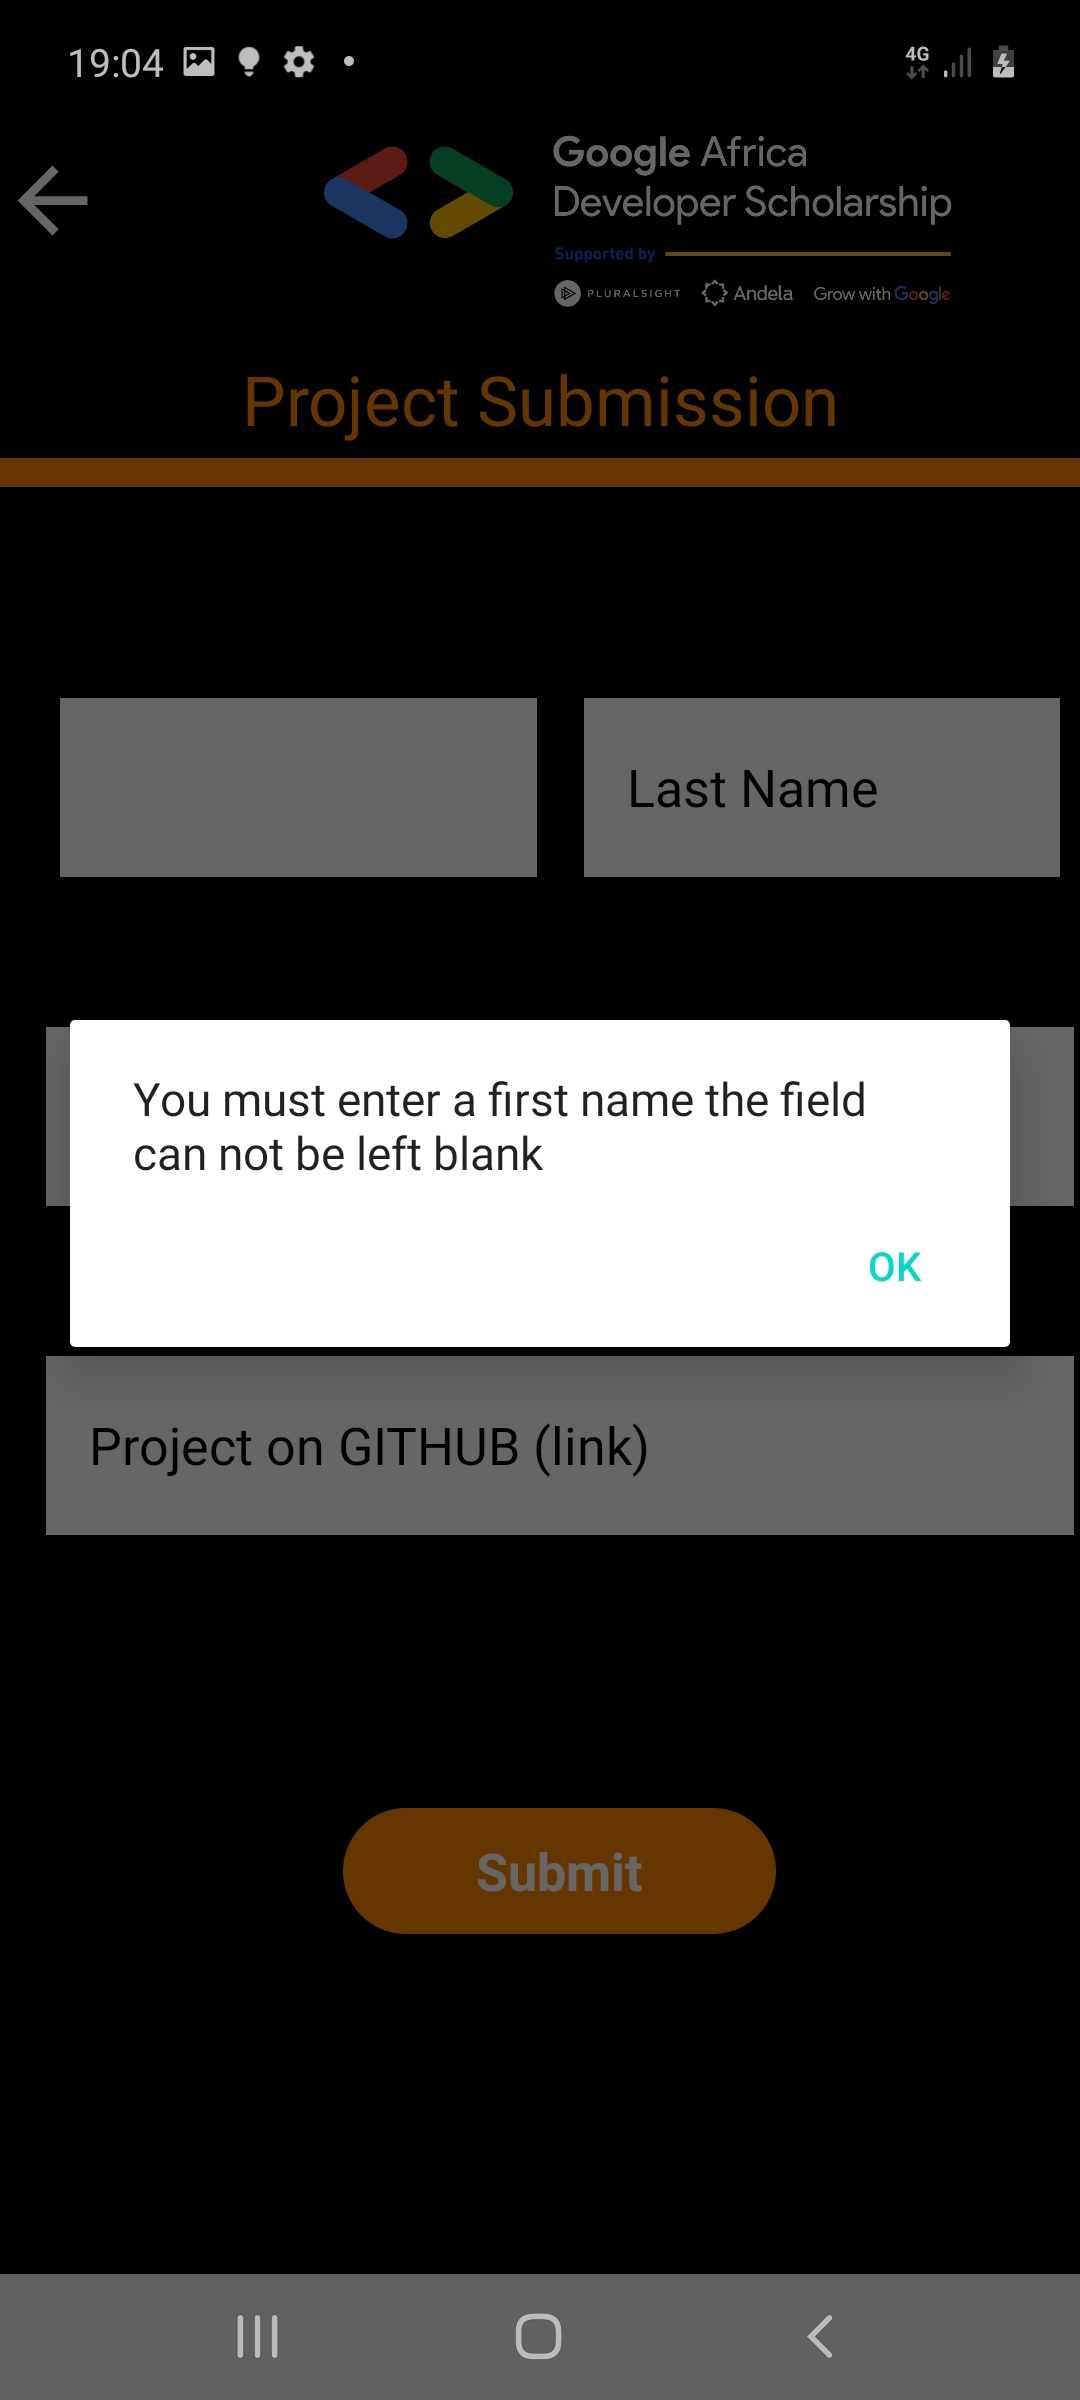 19:04
4G
Google Africa
Developer Scholarship
Supported by
PLURALSIGHT Andela Grow with Google
Project Submission
Last Name
You must enter a first name the field
can not be left blank
OK
Project on GITHUB (link)
Submit